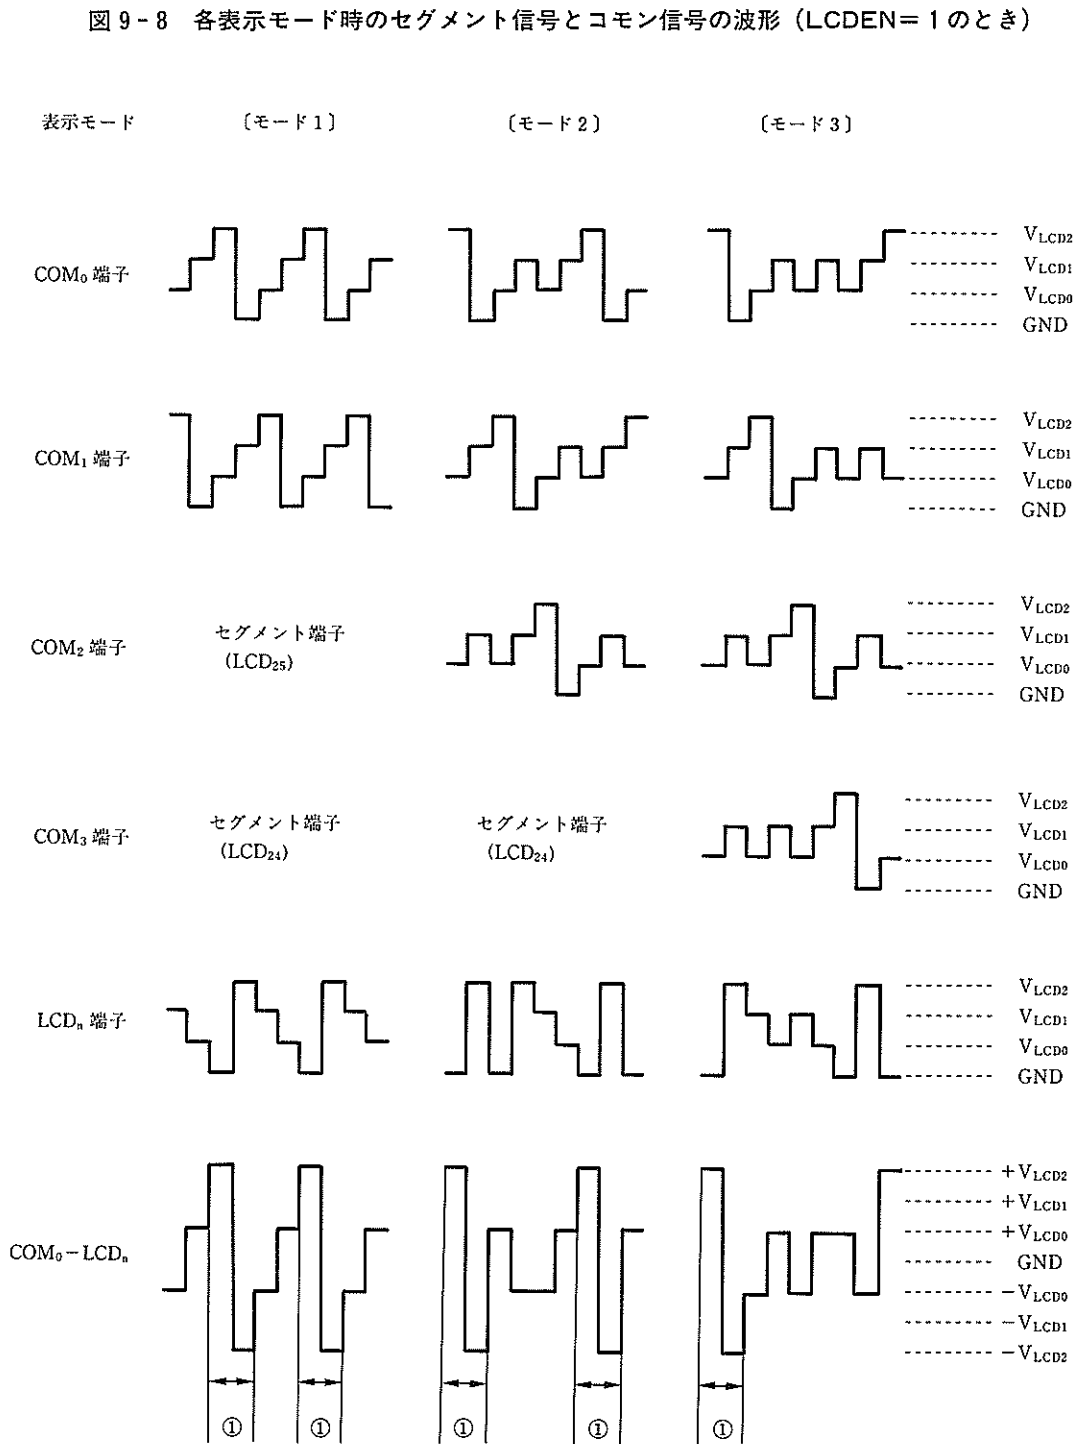 図9-8 各表示モード時のセグメント信号とコモン信号の波形（LCDEN＝1のとき）
表示モード 〔モード1〕 〔モード2〕 〔モード3〕
COM0 端子
VLCD2
VLCD1
VLCD0
GND
COM1 端子
VLCD2
VLCD1
VLCD0
GND
COM2 端子
セグメント端子
(LCD25)
VLCD2
VLCD1
VLCD0
GND
COM3 端子
セグメント端子
(LCD24)
セグメント端子
(LCD24)
VLCD2
VLCD1
VLCD0
GND
LCDn 端子
VLCD2
VLCD1
VLCD0
GND
COM0－LCDn
＋VLCD2
＋VLCD1
＋VLCD0
GND
－VLCD0
－VLCD1
－VLCD2
① ① ① ① ①